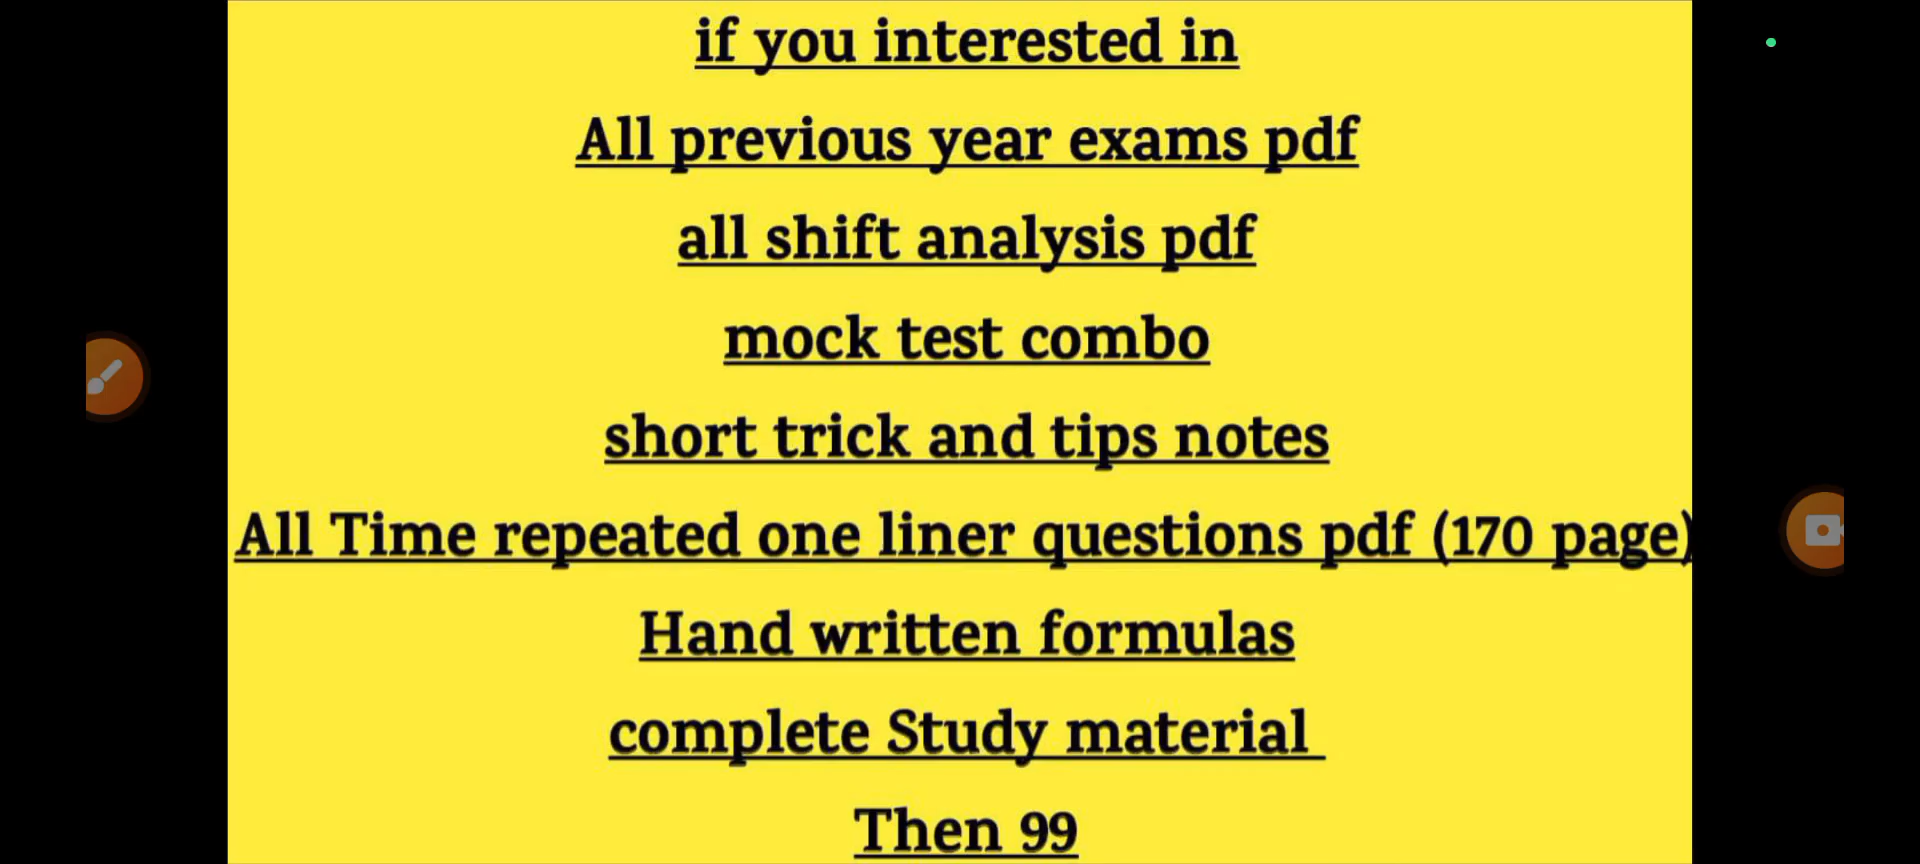 if you interested in
All previous year exams pdf
all shift analysis pdf
mock test combo
short trick and tips notes
All Time repeated one liner questions pdf (170 page)
Hand written formulas
complete Study material
Then 99